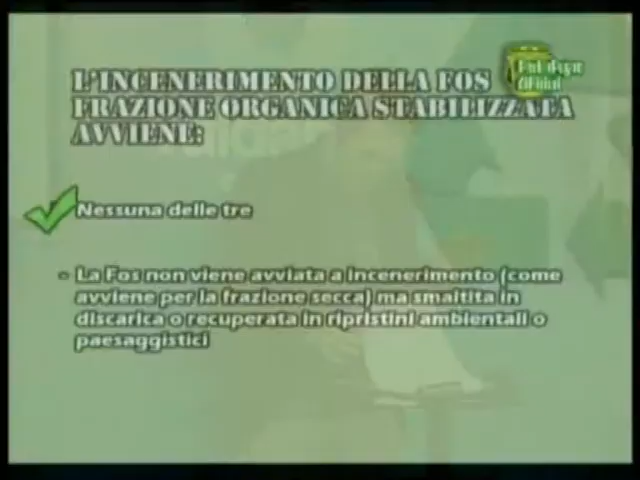 L'INCENERIMENTO DELLA FOS
FRAZIONE ORGANICA STABILIZZATA
AVVIENE:
Nessuna delle tre
- La Fos non viene avviata a incenerimento (come
avviene per la frazione secca) ma smaltita in
discarica o recuperata in ripristini ambientali o
paesaggistici